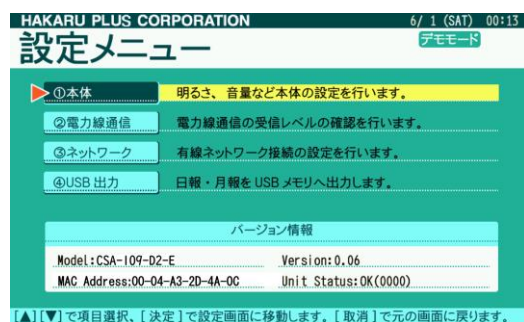 HAKARU PLUS CORPORATION 6/ 1 (SAT) 00:13
設定メニュー デモモード
①本体 明るさ、音量など本体の設定を行います。
②電力線通信 電力線通信の受信レベルの確認を行います。
③ネットワーク 有線ネットワーク接続の設定を行います。
④USB 出力 日報・月報を USB メモリへ出力します。
バージョン情報
Model:CSA-I09-D2-E Version:0.06
MAC Address:00-04-A3-2D-4A-0C Unit Status:OK(0000)
[▲][▼]で項目選択、[決定]で設定画面に移動します。[取消]で元の画面に戻ります。